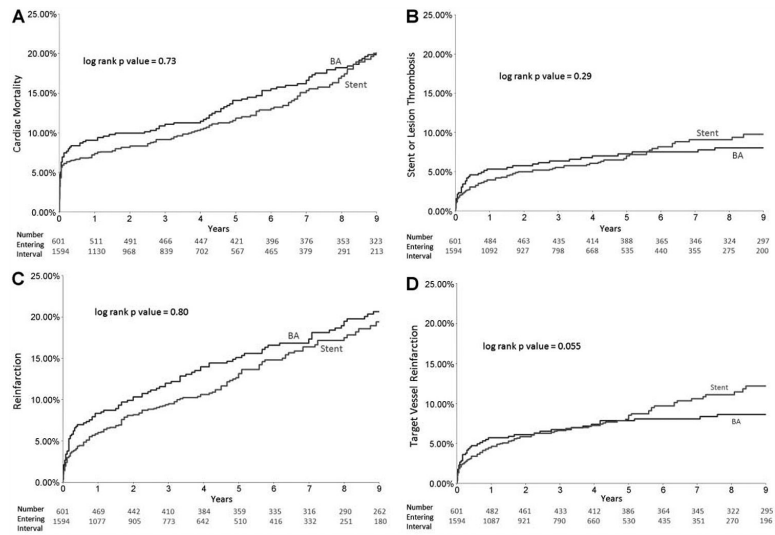 A
25.00%
20.00%
15.00%
10.00%
5.00%
0.00%
Cardiac Mortality
log rank p value = 0.73
BA
Stent
0 1 2 3 4 5 6 7 8 9
Years
Number
Entering
Interval
601 511 491 466 447 421 396 376 353 323
1594 1130 968 839 702 567 465 379 291 213
B
25.00%
20.00%
15.00%
10.00%
5.00%
0.00%
Stent or Lesion Thrombosis
log rank p value = 0.29
Stent
BA
0 1 2 3 4 5 6 7 8 9
Years
Number
Entering
Interval
601 484 463 435 414 388 365 346 324 297
1594 1092 927 798 668 535 440 355 275 200
C
25.00%
20.00%
15.00%
10.00%
5.00%
0.00%
Reinfarction
log rank p value = 0.80
BA
Stent
0 1 2 3 4 5 6 7 8 9
Years
Number
Entering
Interval
601 469 442 410 384 359 335 316 290 262
1594 1077 905 773 642 510 416 332 251 180
D
25.00%
20.00%
15.00%
10.00%
5.00%
0.00%
Target Vessel Reinfarction
log rank p value = 0.055
Stent
BA
0 1 2 3 4 5 6 7 8 9
Years
Number
Entering
Interval
601 482 461 433 412 386 364 345 322 295
1594 1087 921 790 660 530 435 351 270 196